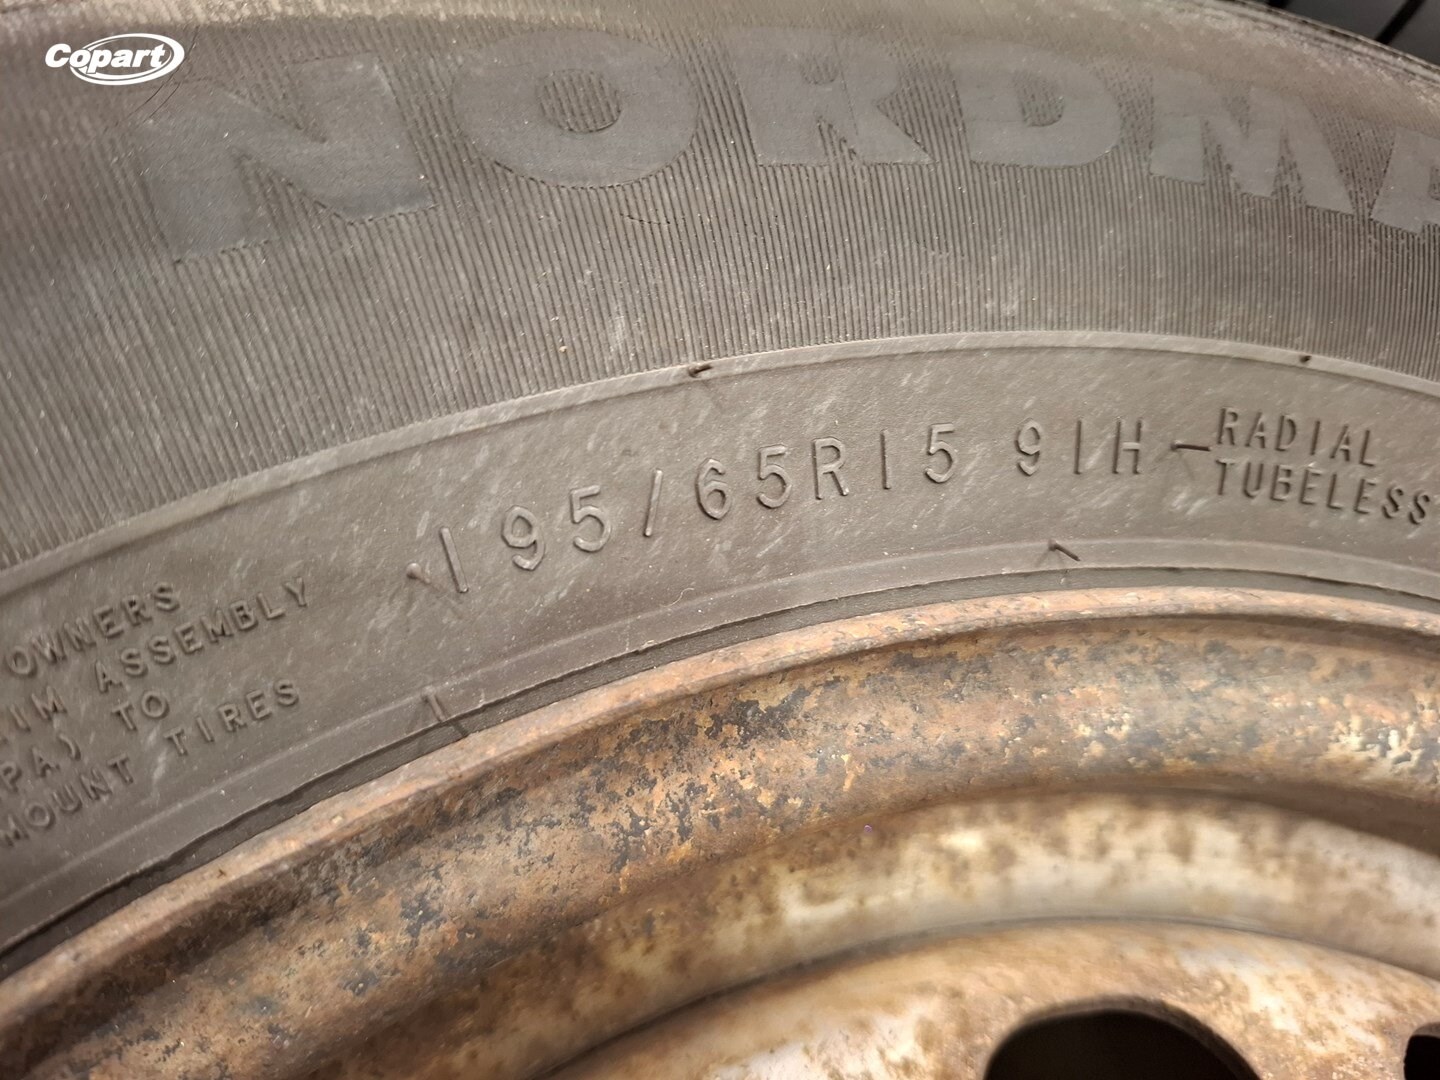 Copart
NORDMA
195/65R15 91H
RADIAL
TUBELESS
OWNERS
ASSEMBLY
TO
MOUNT TIRES